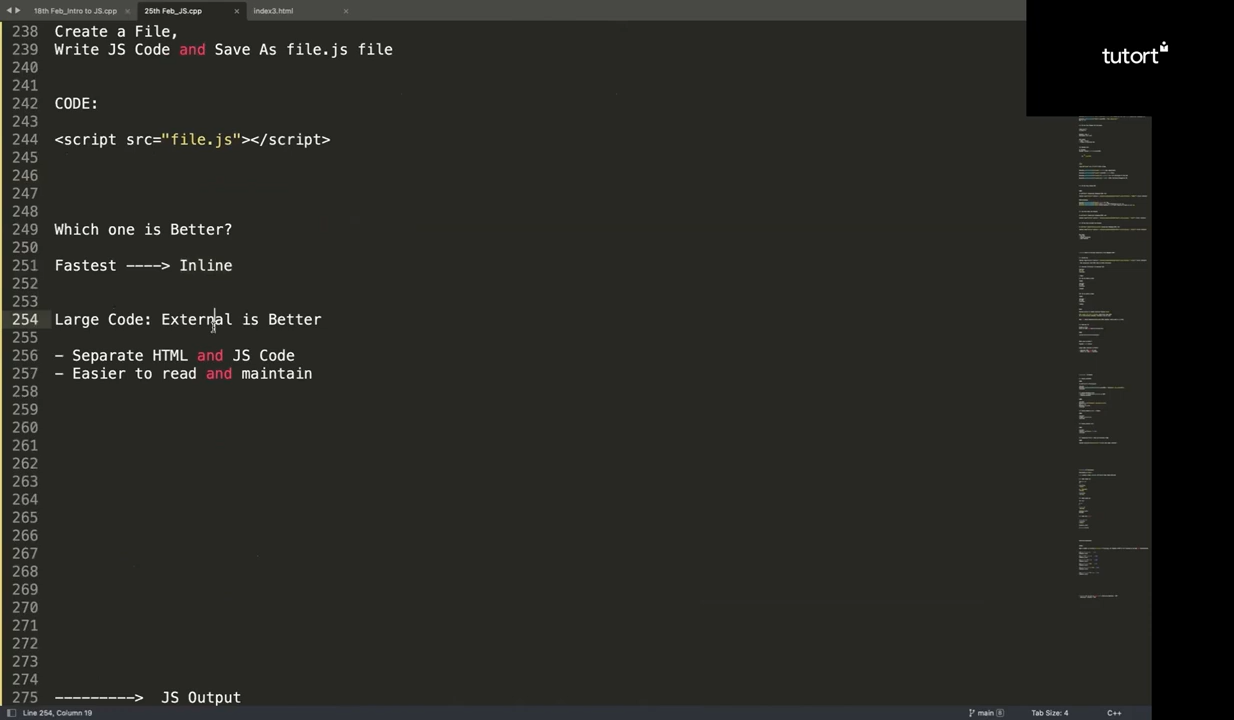 18th Feb_Intro to JS.cpp
25th Feb_JS.cpp
index3.html
tutort
238 Create a File,
239 Write JS Code and Save As file.js file
240
241
242 CODE:
243
244 <script src="file.js"></script>
245
246
247
248
249 Which one is Better?
250
251 Fastest ----> Inline
252
253
254 Large Code: External is Better
255
256 - Separate HTML and JS Code
257 - Easier to read and maintain
258
259
260
261
262
263
264
265
266
267
268
269
270
271
272
273
274
275 ---------> JS Output
Line 254, Column 19
main
Tab Size: 4
C++